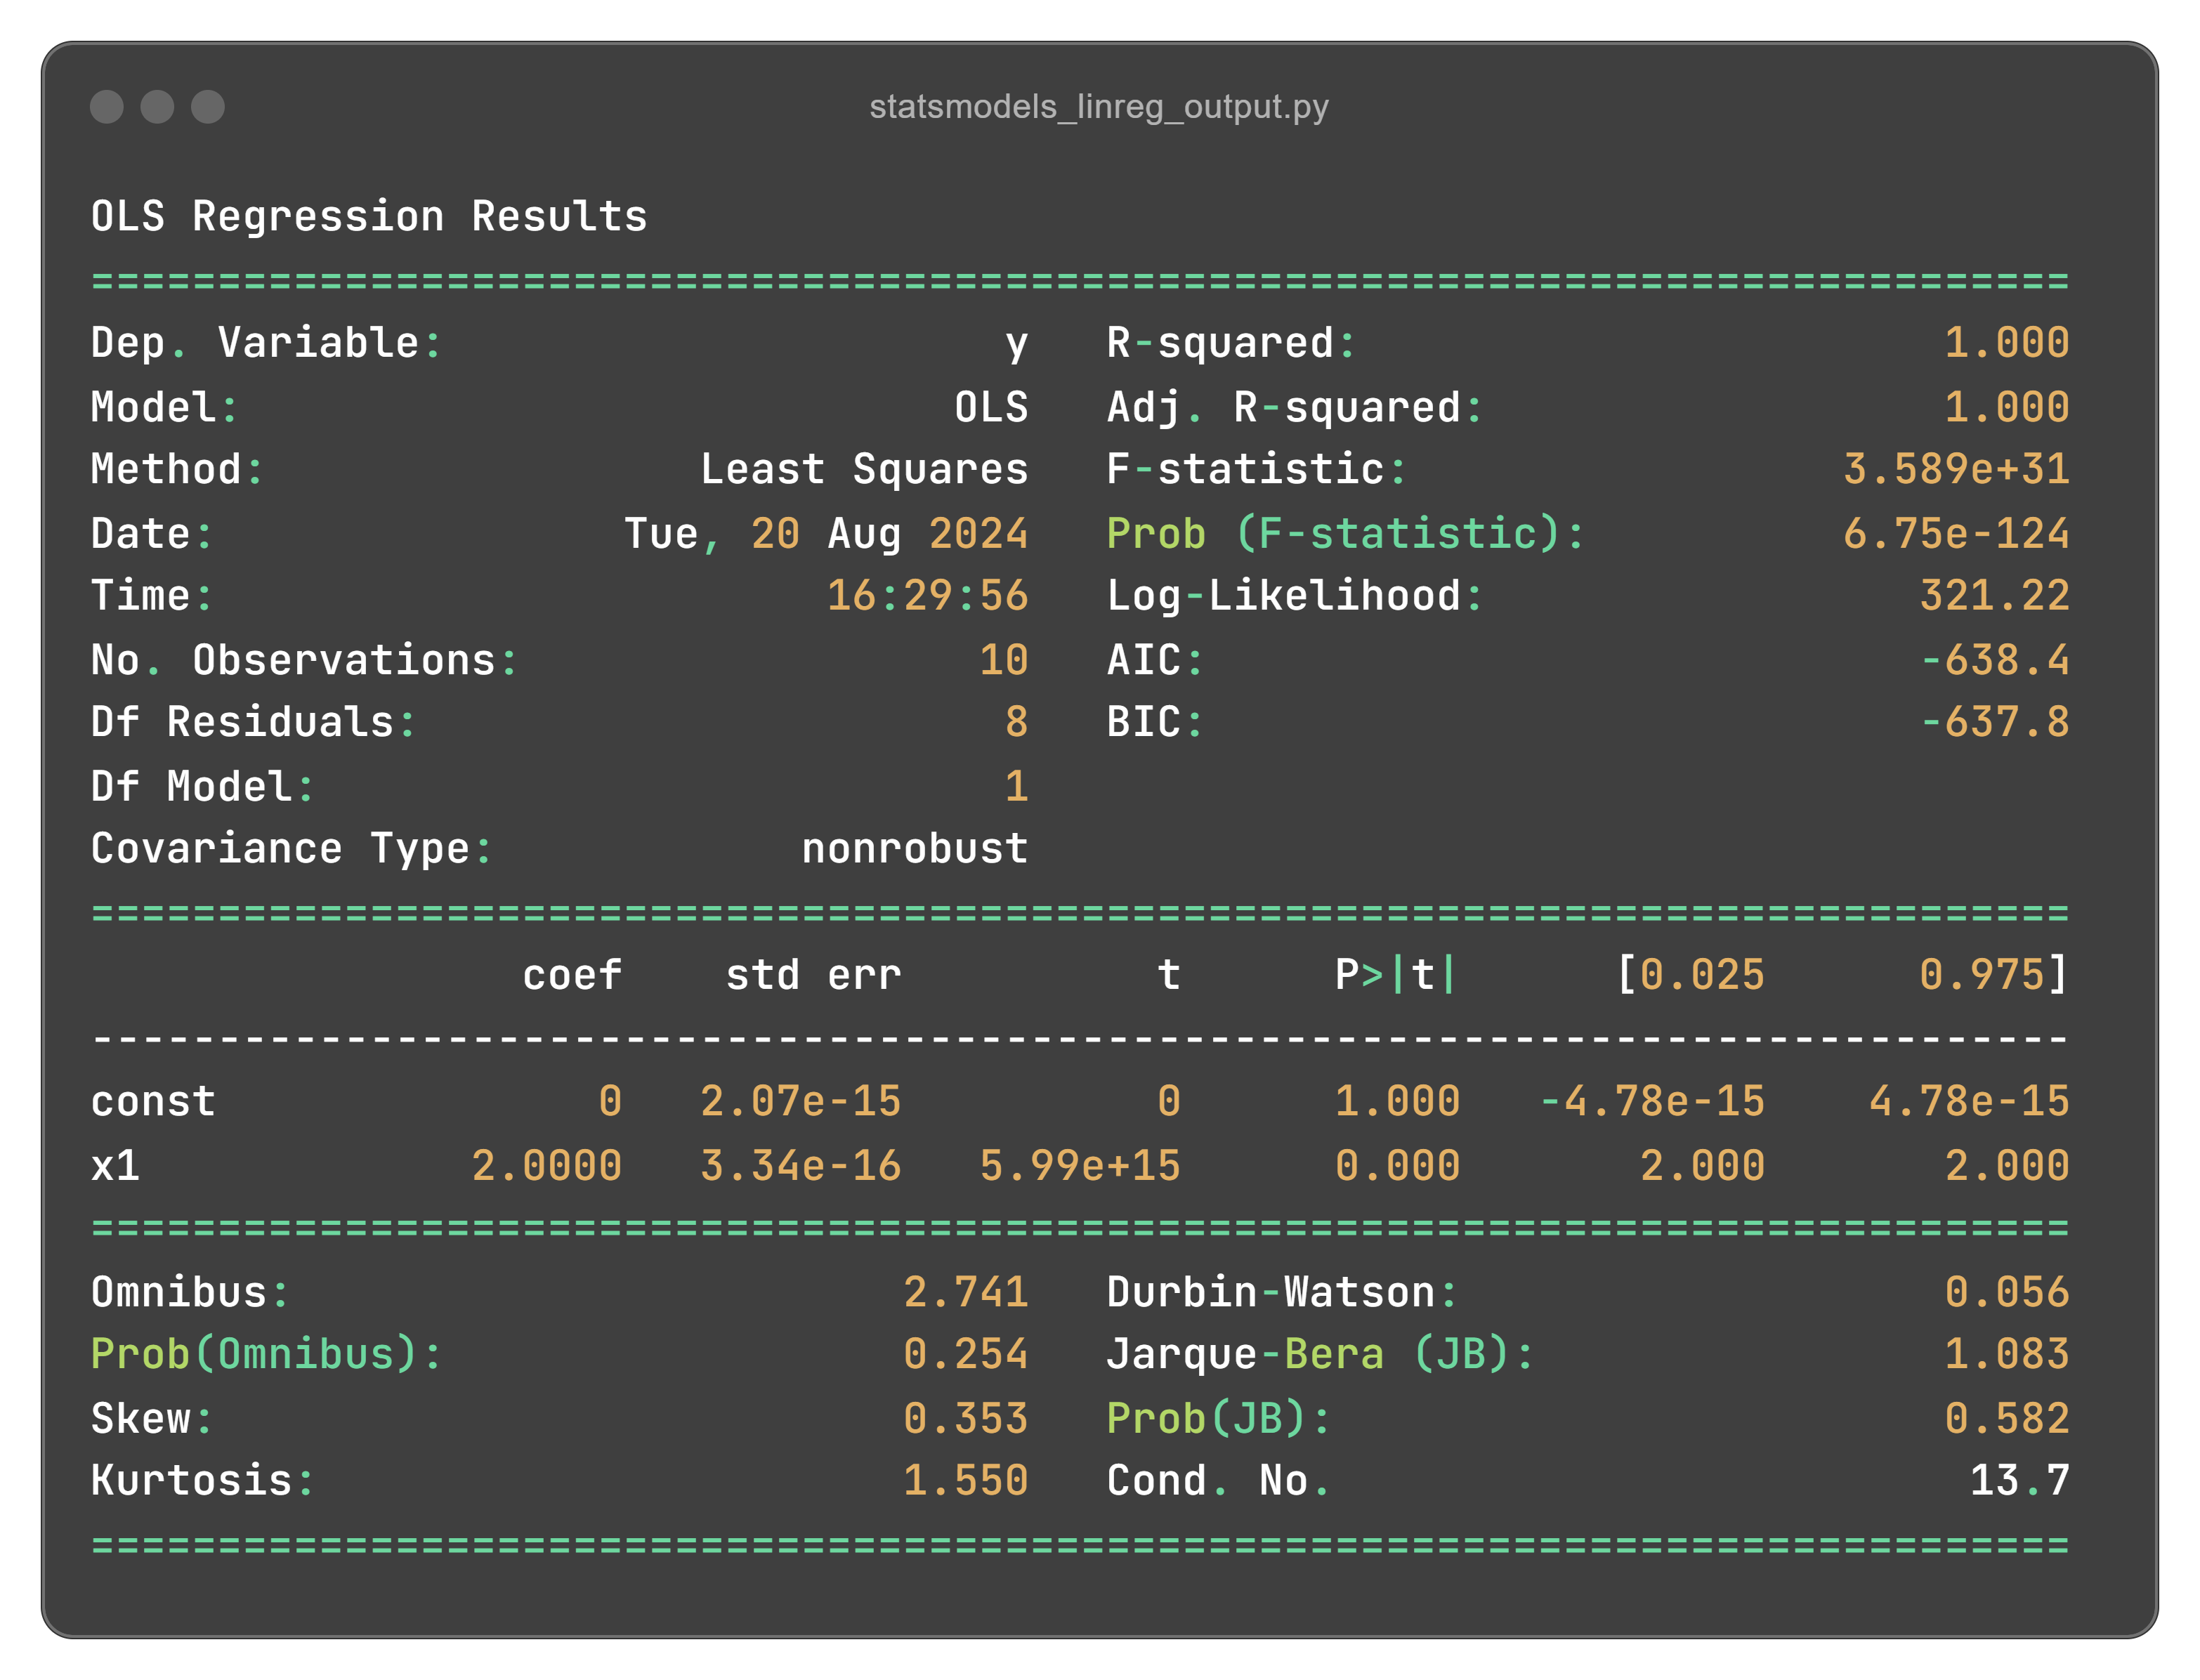 statsmodels_linreg_output.py
OLS Regression Results
==============================================================================
Dep. Variable:                      y   R-squared:                       1.000
Model:                            OLS   Adj. R-squared:                  1.000
Method:                 Least Squares   F-statistic:                 3.589e+31
Date:                Tue, 20 Aug 2024   Prob (F-statistic):          6.75e-124
Time:                        16:29:56   Log-Likelihood:                 321.22
No. Observations:                  10   AIC:                            -638.4
Df Residuals:                       8   BIC:                            -637.8
Df Model:                           1
Covariance Type:            nonrobust
==============================================================================
                 coef    std err          t      P>|t|      [0.025      0.975]
------------------------------------------------------------------------------
const               0   2.07e-15          0      1.000   -4.78e-15    4.78e-15
x1             2.0000   3.34e-16   5.99e+15      0.000       2.000       2.000
==============================================================================
Omnibus:                        2.741   Durbin-Watson:                   0.056
Prob(Omnibus):                  0.254   Jarque-Bera (JB):                1.083
Skew:                           0.353   Prob(JB):                        0.582
Kurtosis:                       1.550   Cond. No.                         13.7
==============================================================================